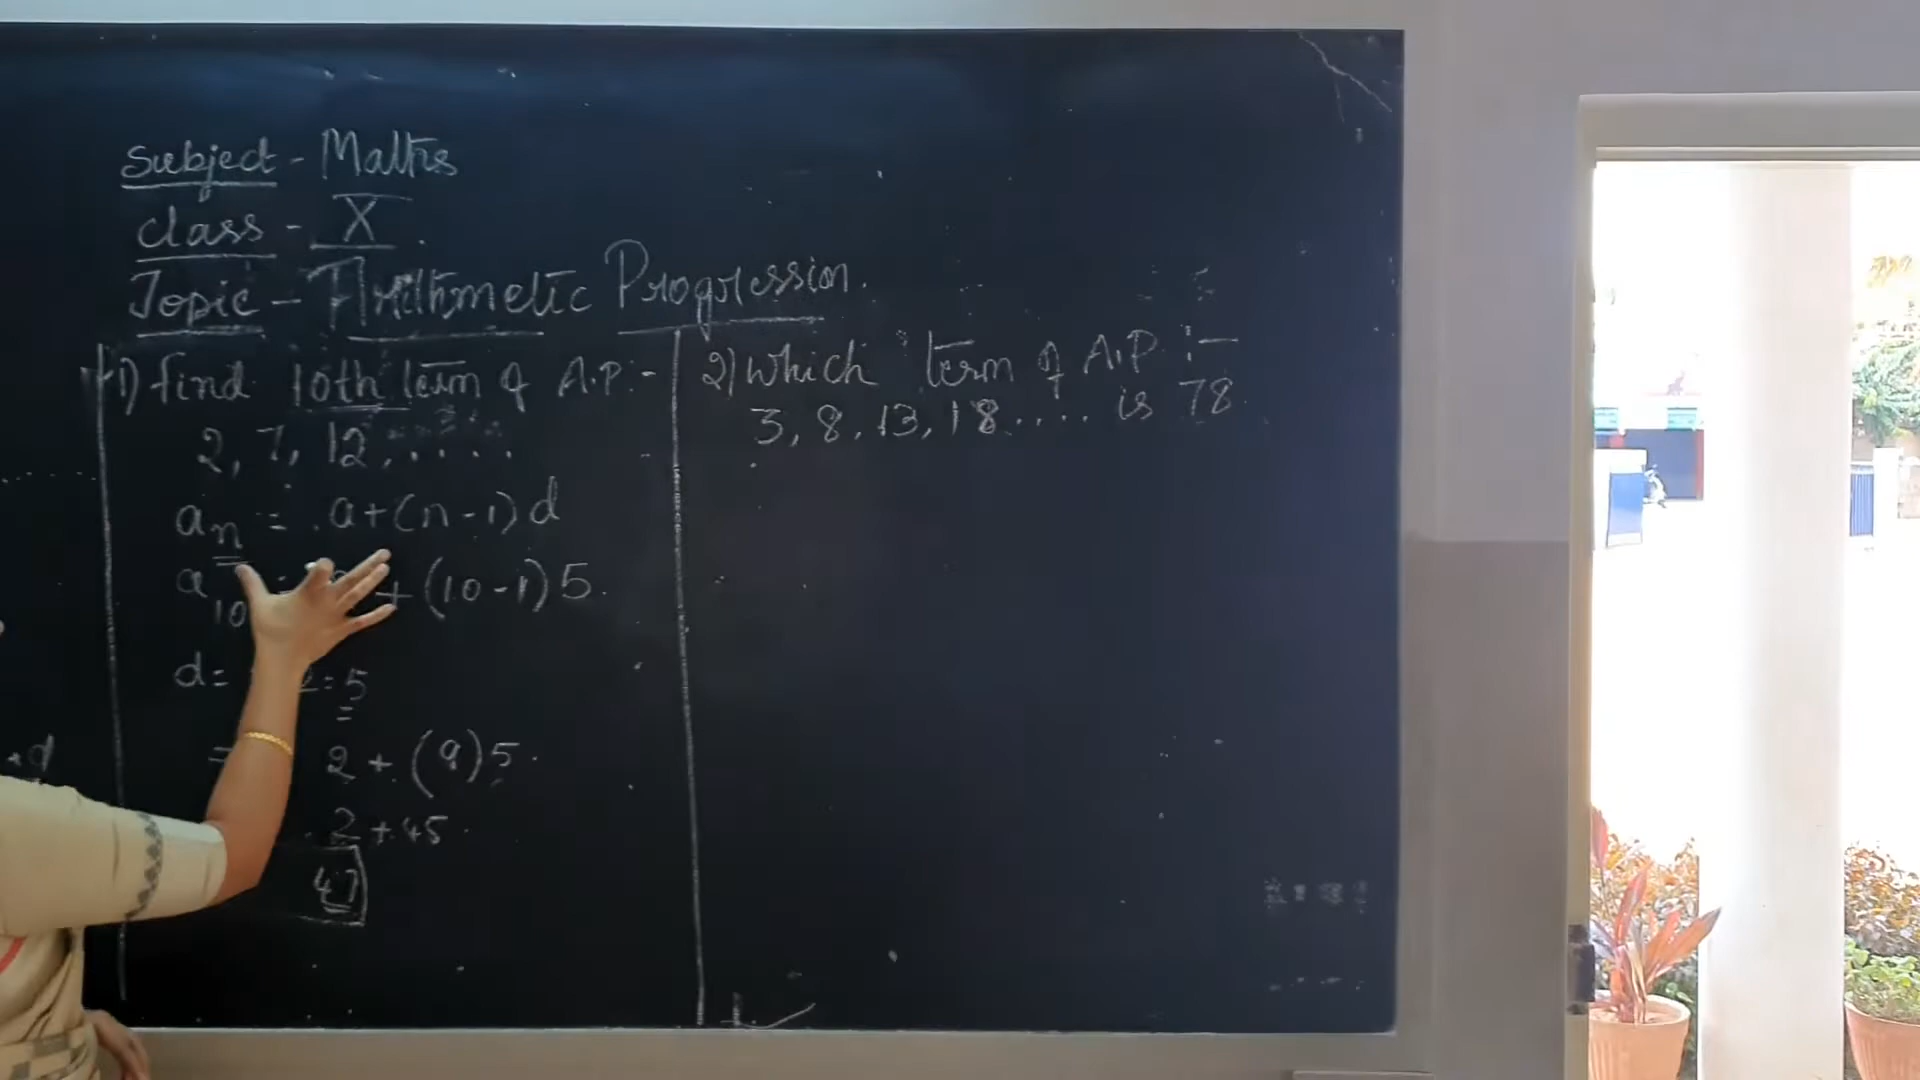 Subject - Maths
class - X
Topic - Arithmetic Progression.
1) find 10th term of A.P:-
2, 7, 12, ....
an = a+(n-1)d
a10 = + (10-1)5.
d= 2=5
= 2 + (9)5.
2 +45.
47
2) Which term of A.P :-
3, 8, 13, 18.... is 78.
+d